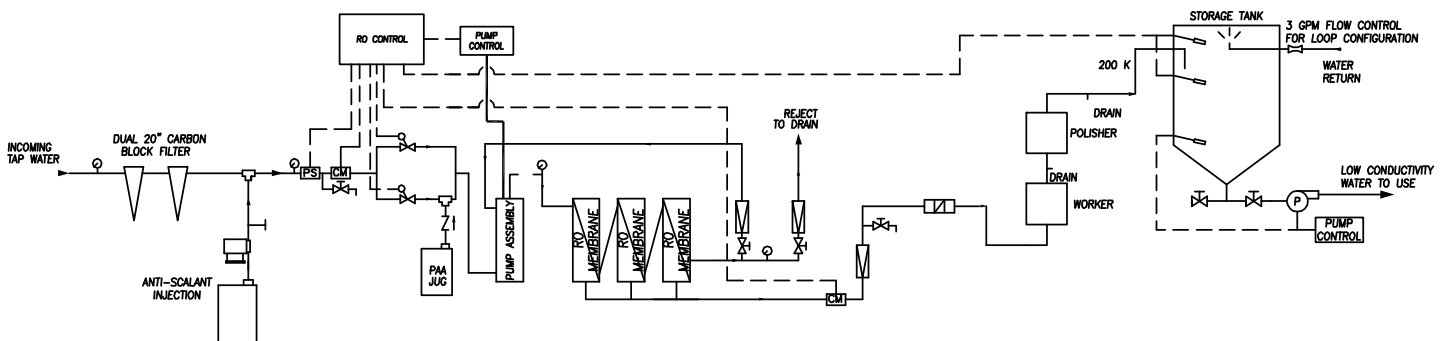 STORAGE TANK
3 GPM FLOW CONTROL
FOR LOOP CONFIGURATION
WATER
RETURN
RO CONTROL
PUMP
CONTROL
200 K
DRAIN
POLISHER
DRAIN
WORKER
REJECT
TO DRAIN
INCOMING
TAP WATER
DUAL 20" CARBON
BLOCK FILTER
PS
CM
PUMP ASSEMBLY
RO
MEMBRANE
RO
MEMBRANE
RO
MEMBRANE
LOW CONDUCTIVITY
WATER TO USE
P
PUMP
CONTROL
PAA
JUG
ANTI-SCALANT
INJECTION
CM